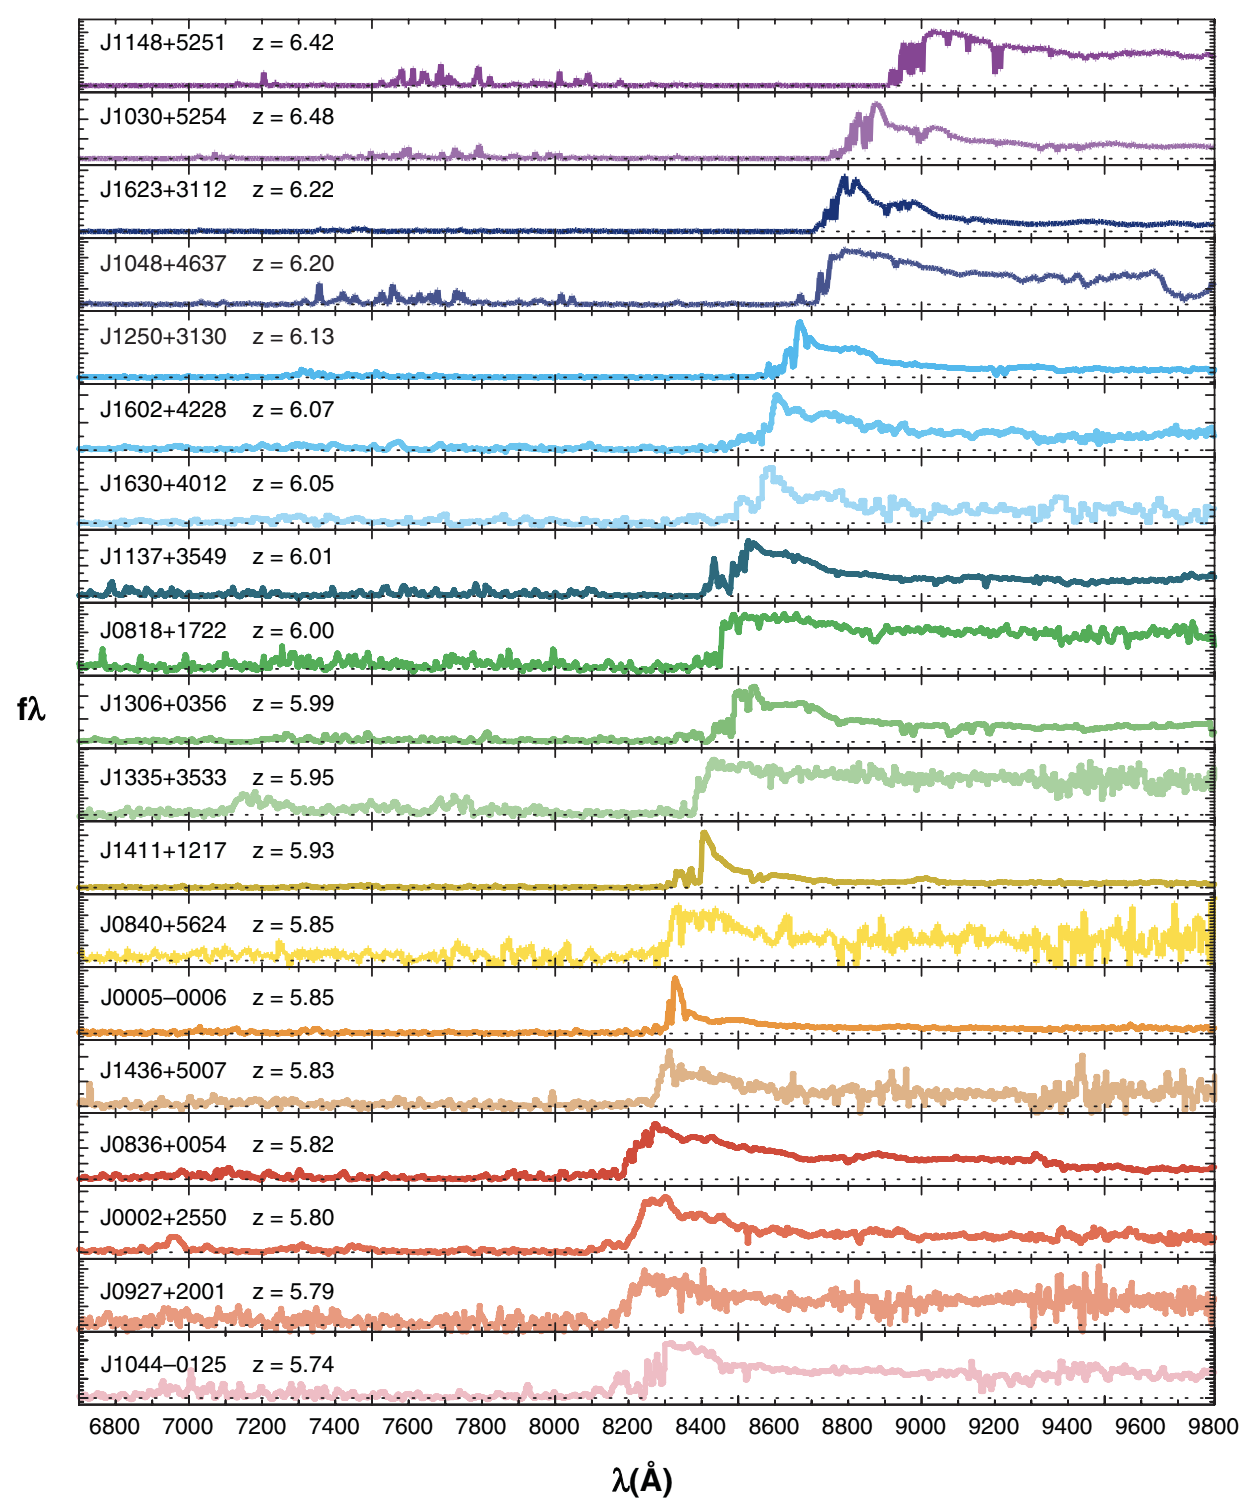 J1148+5251 z = 6.42
J1030+5254 z = 6.48
J1623+3112 z = 6.22
J1048+4637 z = 6.20
J1250+3130 z = 6.13
J1602+4228 z = 6.07
J1630+4012 z = 6.05
J1137+3549 z = 6.01
J0818+1722 z = 6.00
fλ
J1306+0356 z = 5.99
J1335+3533 z = 5.95
J1411+1217 z = 5.93
J0840+5624 z = 5.85
J0005–0006 z = 5.85
J1436+5007 z = 5.83
J0836+0054 z = 5.82
J0002+2550 z = 5.80
J0927+2001 z = 5.79
J1044–0125 z = 5.74
6800 7000 7200 7400 7600 7800 8000 8200 8400 8600 8800 9000 9200 9400 9600 9800
λ(Å)